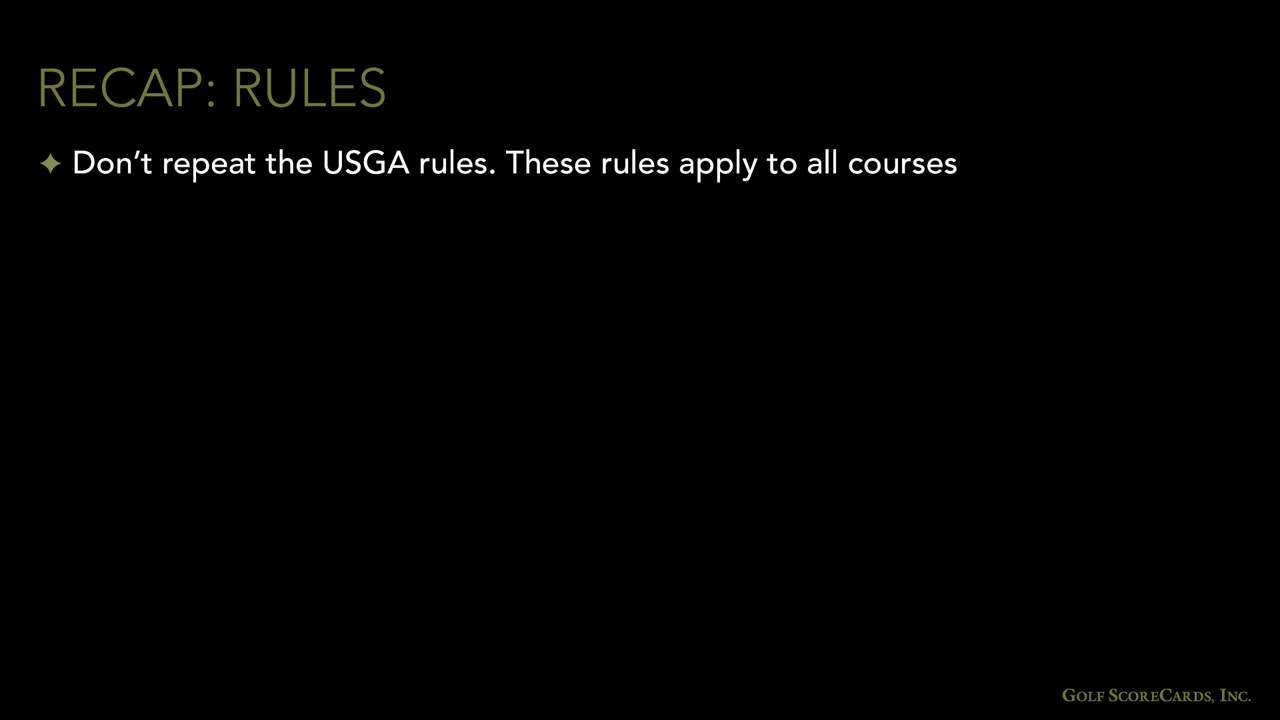 RECAP: RULES
Don’t repeat the USGA rules. These rules apply to all courses
Golf ScoreCards, Inc.